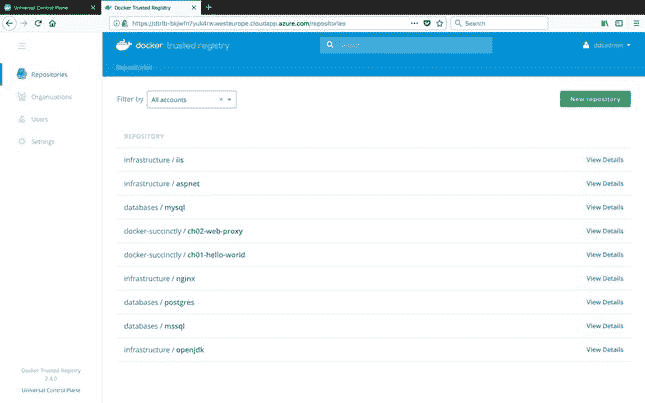 Universal Control Plane
Docker Trusted Registry
westeurope.cloudapp.azure.com/repositories
Search
docker trusted registry
Search
Repositories
Repositories
Organizations
Users
Settings
Filter by
All accounts
New repository
REPOSITORY
infrastructure / iis
View Details
infrastructure / aspnet
View Details
databases / mysql
View Details
docker-succinctly / ch02-web-proxy
View Details
docker-succinctly / ch01-hello-world
View Details
infrastructure / nginx
View Details
databases / postgres
View Details
databases / mssql
View Details
infrastructure / openjdk
View Details
Docker Trusted Registry
2.4.0
Universal Control Plane